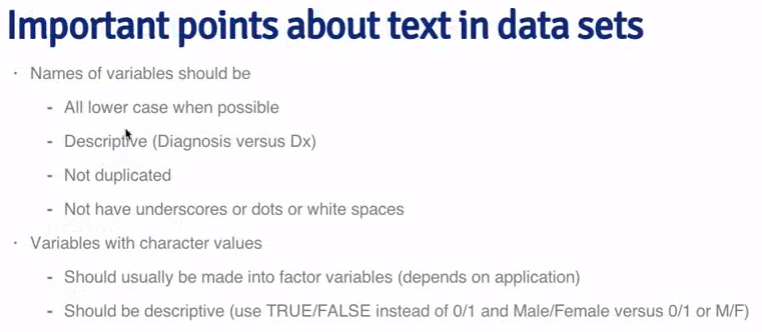 Important points about text in data sets
· Names of variables should be
- All lower case when possible
- Descriptive (Diagnosis versus Dx)
- Not duplicated
- Not have underscores or dots or white spaces
· Variables with character values
- Should usually be made into factor variables (depends on application)
- Should be descriptive (use TRUE/FALSE instead of 0/1 and Male/Female versus 0/1 or M/F)